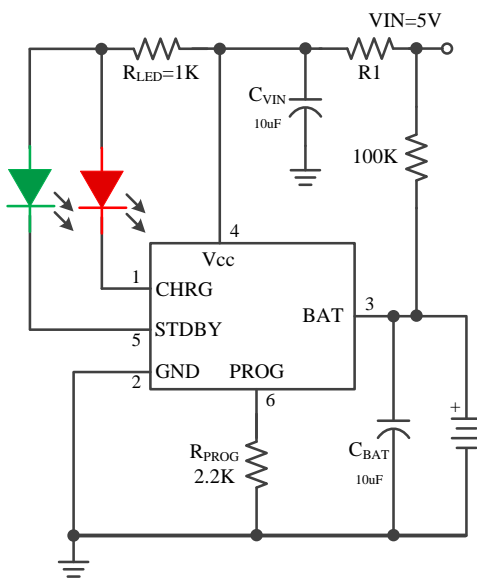 VIN=5V
RLED=1K
R1
CVIN
10uF
100K
4
Vcc
1
CHRG
3
BAT
STDBY
5
GND
2
PROG
6
+
RPROG
2.2K
CBAT
10uF